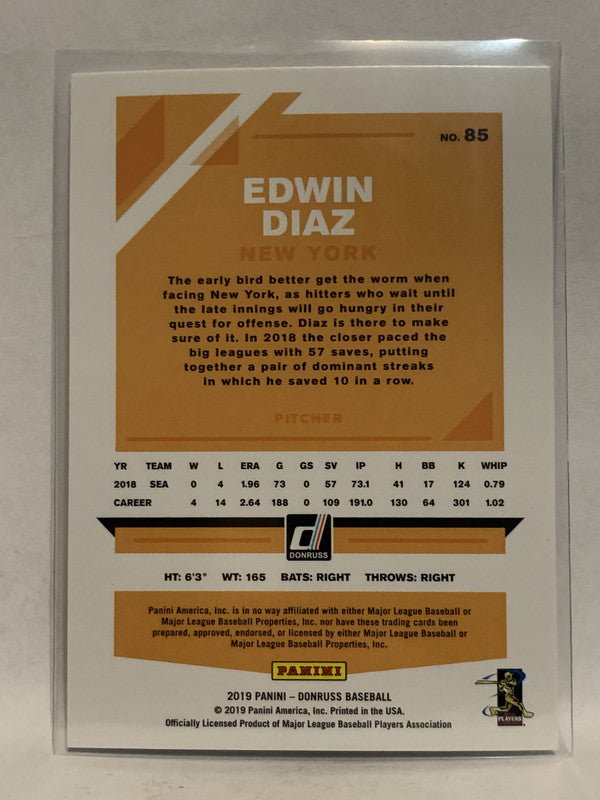 NO. 85
EDWIN
DIAZ
NEW YORK
The early bird better get the worm when
facing New York, as hitters who wait until
the late innings will go hungry in their
quest for offense. Diaz is there to make
sure of it. In 2018 the closer paced the
big leagues with 57 saves, putting
together a pair of dominant streaks
in which he saved 10 in a row.
PITCHER
YR TEAM W L ERA G GS SV IP H BB K WHIP
2018 SEA 0 4 1.96 73 0 57 73.1 41 17 124 0.79
CAREER 4 14 2.64 188 0 109 191.0 130 64 301 1.02
d
DONRUSS
HT: 6'3" WT: 165 BATS: RIGHT THROWS: RIGHT
Panini America, Inc. is in no way affiliated with either Major League Baseball or
Major League Baseball Properties, Inc. nor have these trading cards been
prepared, approved, endorsed, or licensed by either Major League Baseball or
Major League Baseball Properties, Inc.
PANINI
2019 PANINI – DONRUSS BASEBALL
© 2019 Panini America, Inc. Printed in the USA.
Officially Licensed Product of Major League Baseball Players Association
PLAYERS